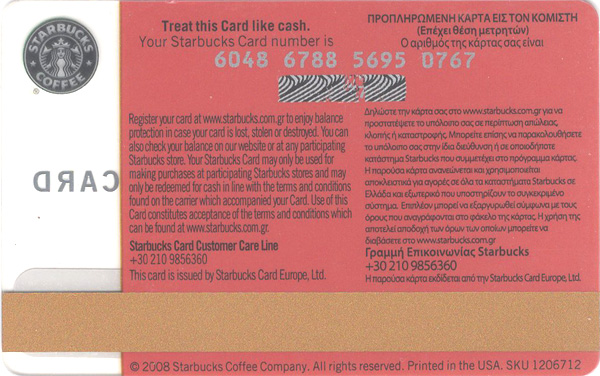 STARBUCKS
COFFEE
®
CARD
Treat this Card like cash.
Your Starbucks Card number is
ΠΡΟΠΛΗΡΩΜΕΝΗ ΚΑΡΤΑ ΕΙΣ ΤΟΝ ΚΟΜΙΣΤΗ
(Επέχει θέση μετρητών)
Ο αριθμός της κάρτας σας είναι
6048 6788 5695 0767
Register your card at www.starbucks.com.gr to enjoy balance
protection in case your card is lost, stolen or destroyed. You can
also check your balance on our website or at any participating
Starbucks store. Your Starbucks Card may only be used for
making purchases at participating Starbucks stores and may
only be redeemed for cash in line with the terms and conditions
found on the carrier which accompanied your Card. Use of this
Card constitutes acceptance of the terms and conditions which
can be found at www.starbucks.com.gr.
Starbucks Card Customer Care Line
+30 210 9856360
This card is issued by Starbucks Card Europe, Ltd.
Δηλώστε την κάρτα σας στο www.starbucks.com.gr για να
προστατέψετε το υπόλοιπο σας σε περίπτωση απώλειας,
κλοπής ή καταστροφής. Μπορείτε επίσης να παρακολουθήσετε
το υπόλοιπο σας στην ίδια διεύθυνση ή σε οποιοδήποτε
κατάστημα Starbucks που συμμετέχει στο πρόγραμμα κάρτας.
Η παρούσα κάρτα ανανεώνεται και χρησιμοποιείται
αποκλειστικά για αγορές σε όλα τα καταστήματα Starbucks σε
Ελλάδα και εξωτερικό που υποστηρίζουν το συγκεκριμένο
σύστημα. Επιπλέον μπορεί να εξαργυρωθεί σύμφωνα με τους
όρους που αναγράφονται στο φάκελο της κάρτας. Η χρήση της
αποτελεί αποδοχή των όρων των οποίων μπορείτε να
διαβάσετε στο www.starbucks.com.gr
Γραμμή Επικοινωνίας Starbucks
+30 210 9856360
Η παρούσα κάρτα εκδίδεται από την Starbucks Card Europe, Ltd.
© 2008 Starbucks Coffee Company. All rights reserved. Printed in the USA. SKU 1206712